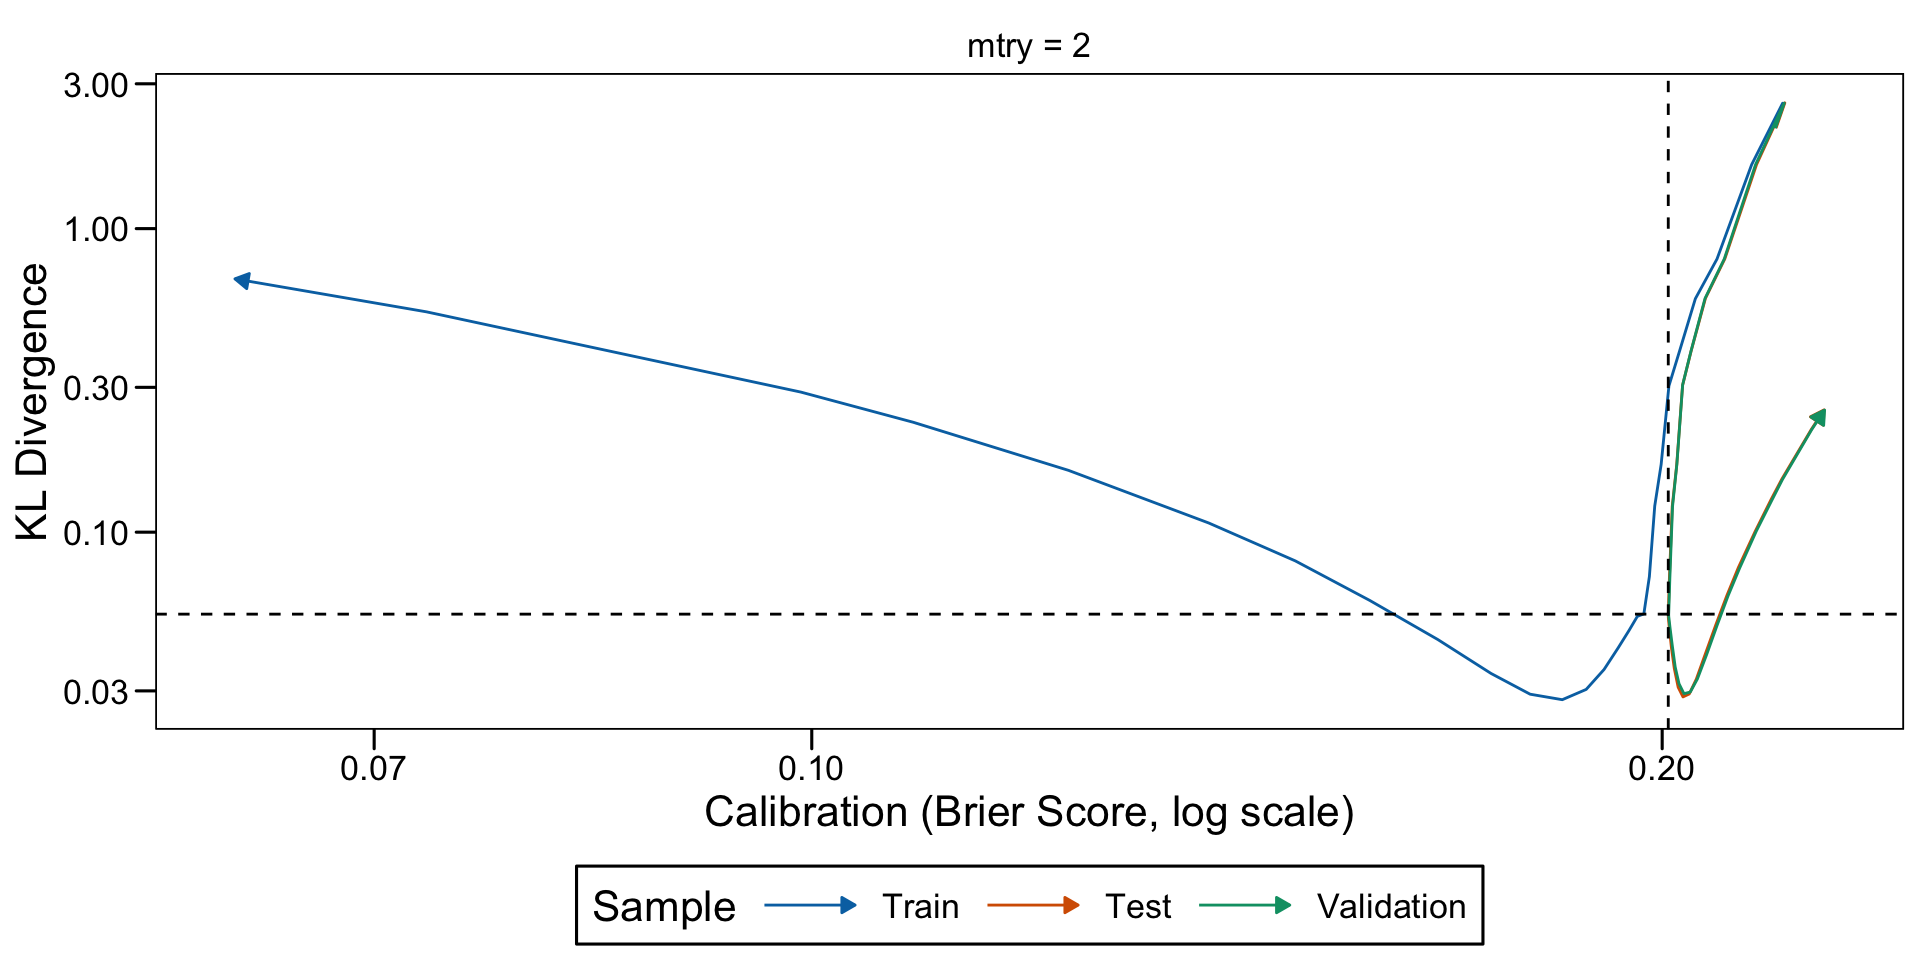 mtry = 2
3.00
1.00
0.30
0.10
0.03
KL Divergence
0.07 0.10 0.20
Calibration (Brier Score, log scale)
Sample Train Test Validation